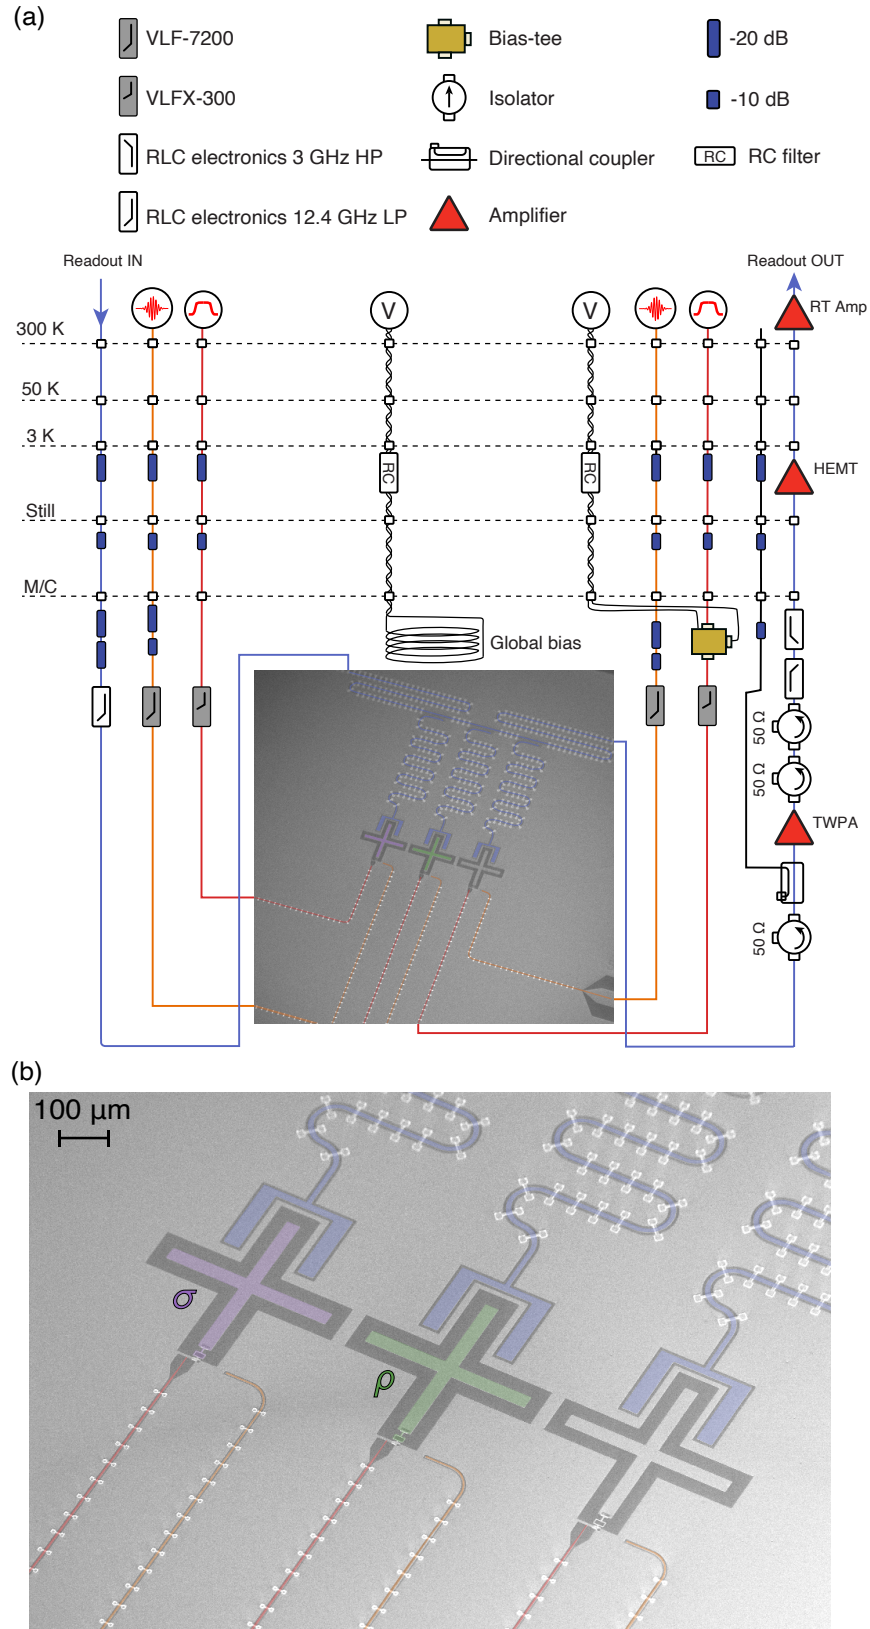 (a)
VLF-7200
Bias-tee
-20 dB
VLFX-300
Isolator
-10 dB
RLC electronics 3 GHz HP
Directional coupler
RC
RC filter
RLC electronics 12.4 GHz LP
Amplifier
Readout IN
Readout OUT
V
V
RT Amp
300 K
50 K
3 K
RC
RC
HEMT
Still
M/C
Global bias
50 Ω
50 Ω
TWPA
50 Ω
(b)
100 μm
σ
ρ